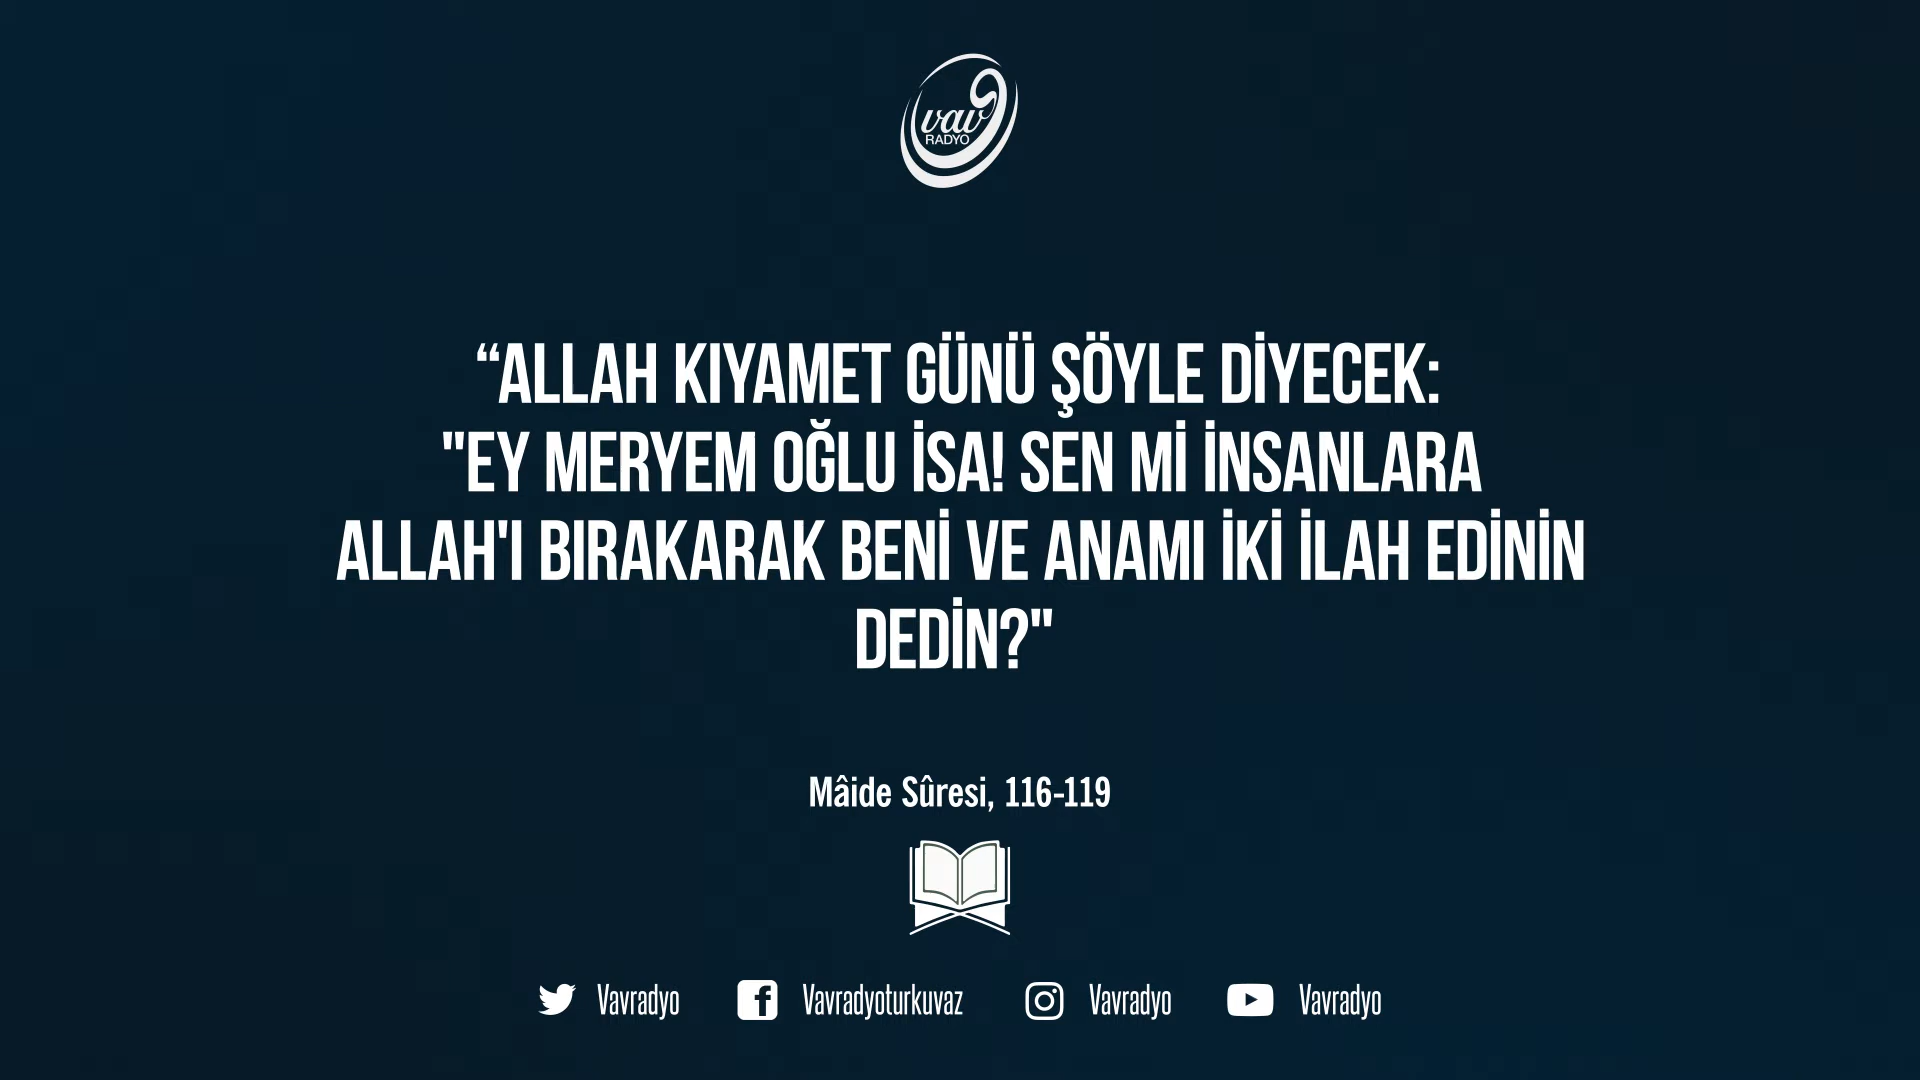 vav
RADYO
“ALLAH KIYAMET GÜNÜ ŞÖYLE DİYECEK:
"EY MERYEM OĞLU İSA! SEN Mİ İNSANLARA
ALLAH'I BIRAKARAK BENİ VE ANAMI İKİ İLAH EDİNİN
DEDİN?"
Mâide Sûresi, 116-119
Vavradyo Vavradyoturkuvaz Vavradyo Vavradyo